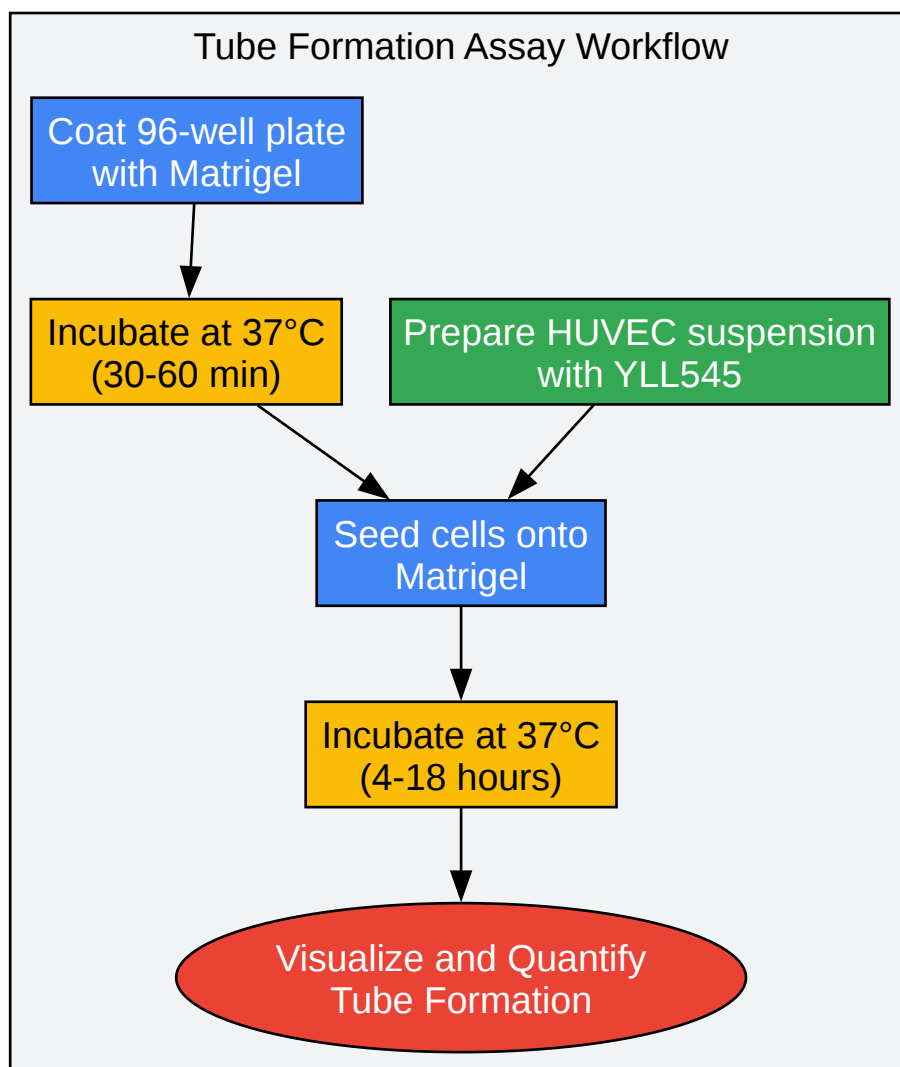 Tube Formation Assay Workflow
Coat 96-well plate
with Matrigel
Incubate at 37°C
(30-60 min)
Prepare HUVEC suspension
with YLL545
Seed cells onto
Matrigel
Incubate at 37°C
(4-18 hours)
Visualize and Quantify
Tube Formation